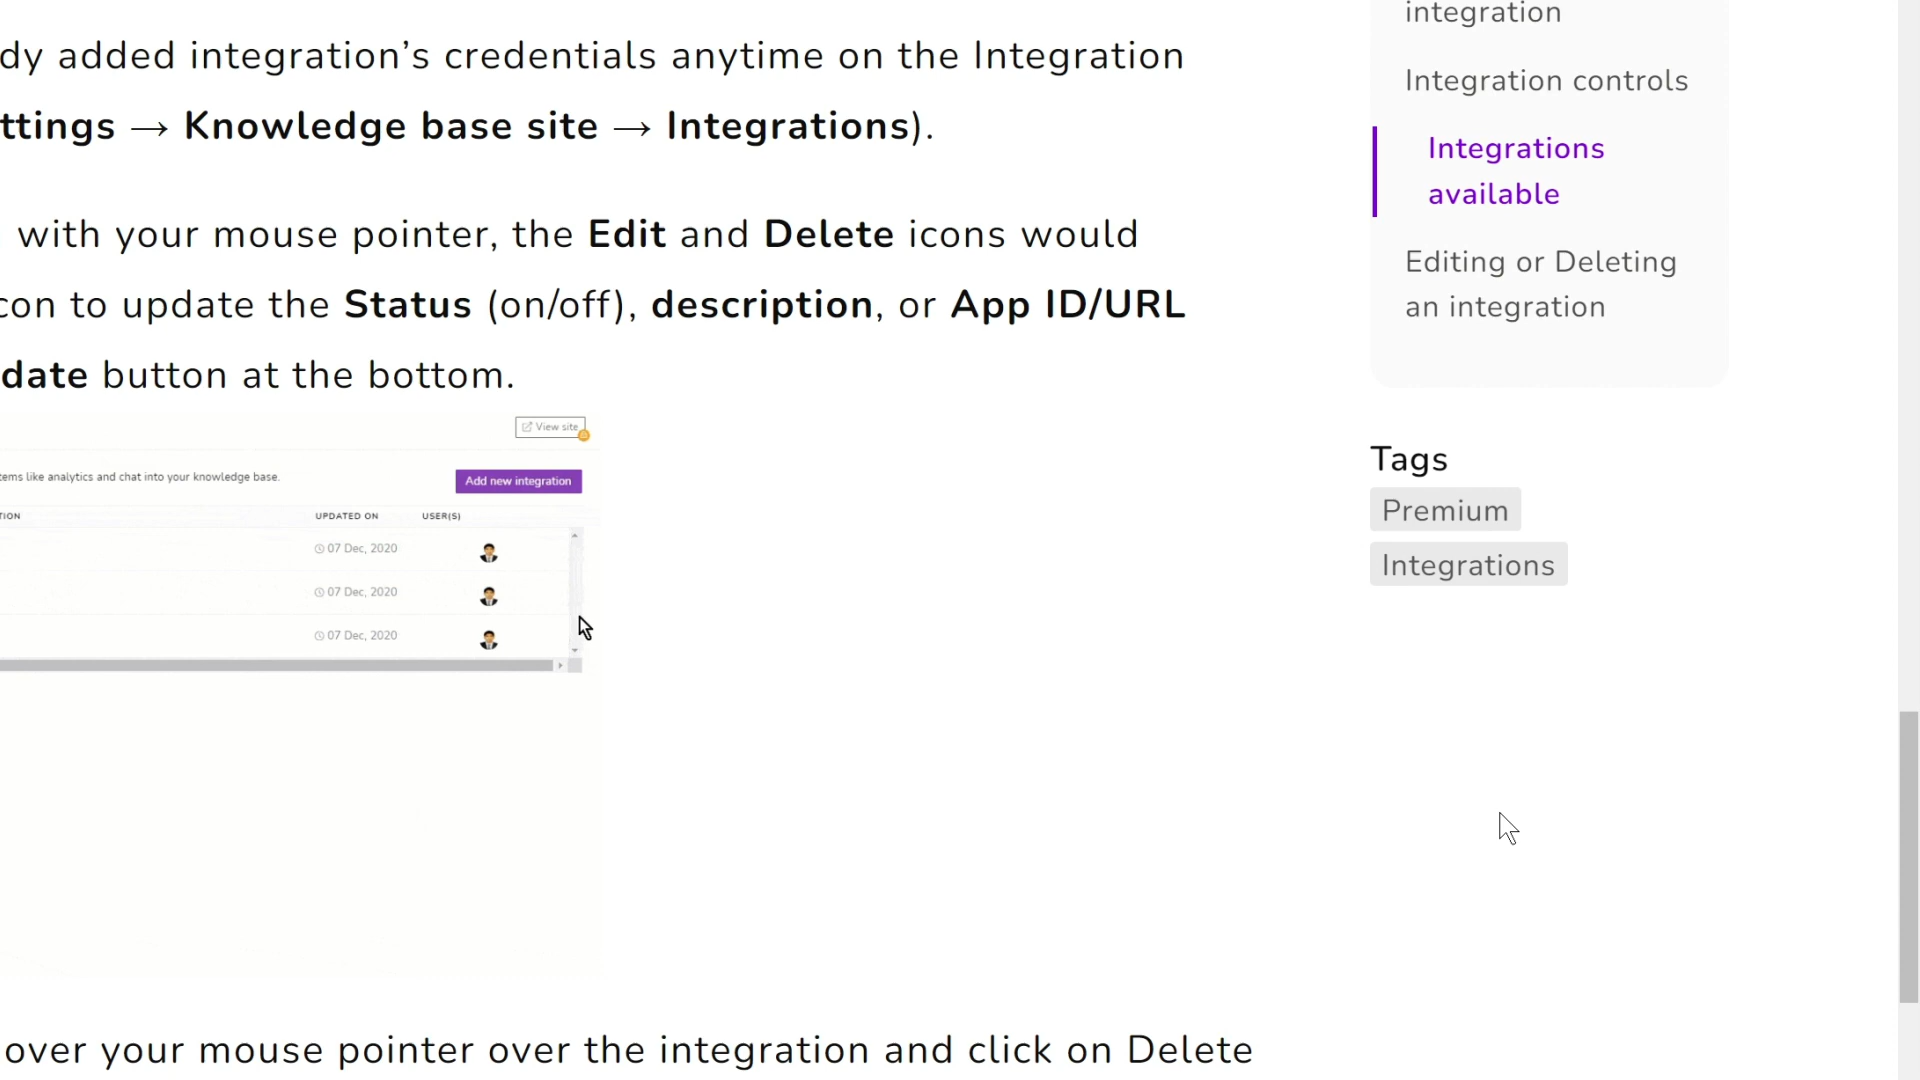 dy added integration’s credentials anytime on the Integration
ttings → Knowledge base site → Integrations).
with your mouse pointer, the Edit and Delete icons would
con to update the Status (on/off), description, or App ID/URL
date button at the bottom.
View site
tems like analytics and chat into your knowledge base.
Add new integration
TION UPDATED ON USER(S)
07 Dec, 2020
07 Dec, 2020
07 Dec, 2020
over your mouse pointer over the integration and click on Delete
integration
Integration controls
Integrations
available
Editing or Deleting
an integration
Tags
Premium
Integrations